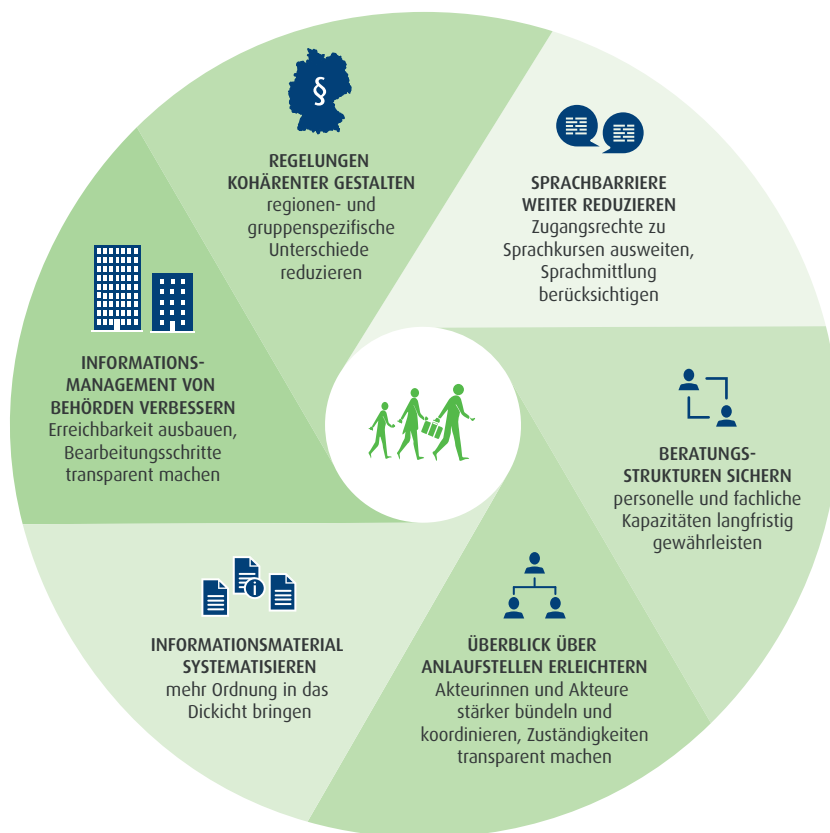 §
REGELUNGEN
KOHÄRENTER GESTALTEN
regionen- und
gruppenspezifische
Unterschiede
reduzieren
SPRACHBARRIERE
WEITER REDUZIEREN
Zugangsrechte zu
Sprachkursen ausweiten,
Sprachmittlung
berücksichtigen
BERATUNGS-
STRUKTUREN SICHERN
personelle und fachliche
Kapazitäten langfristig
gewährleisten
ÜBERBLICK ÜBER
ANLAUFSTELLEN ERLEICHTERN
Akteurinnen und Akteure
stärker bündeln und
koordinieren, Zuständigkeiten
transparent machen
i
INFORMATIONSMATERIAL
SYSTEMATISIEREN
mehr Ordnung in das
Dickicht bringen
INFORMATIONS-
MANAGEMENT VON
BEHÖRDEN VERBESSERN
Erreichbarkeit ausbauen,
Bearbeitungsschritte
transparent machen